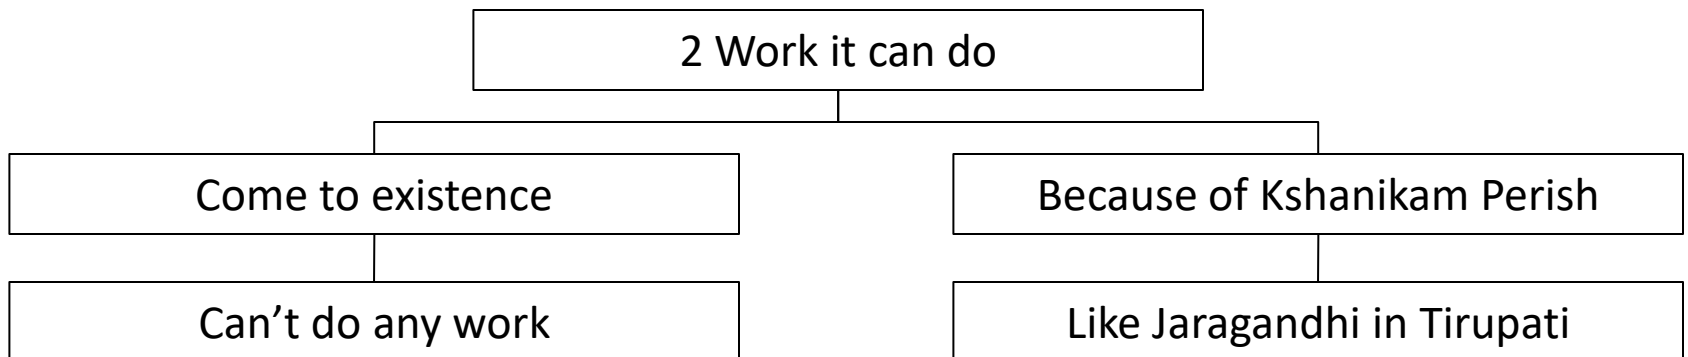 2 Work it can do
Come to existence
Because of Kshanikam Perish
Can't do any work
Like Jaragandhi in Tirupati